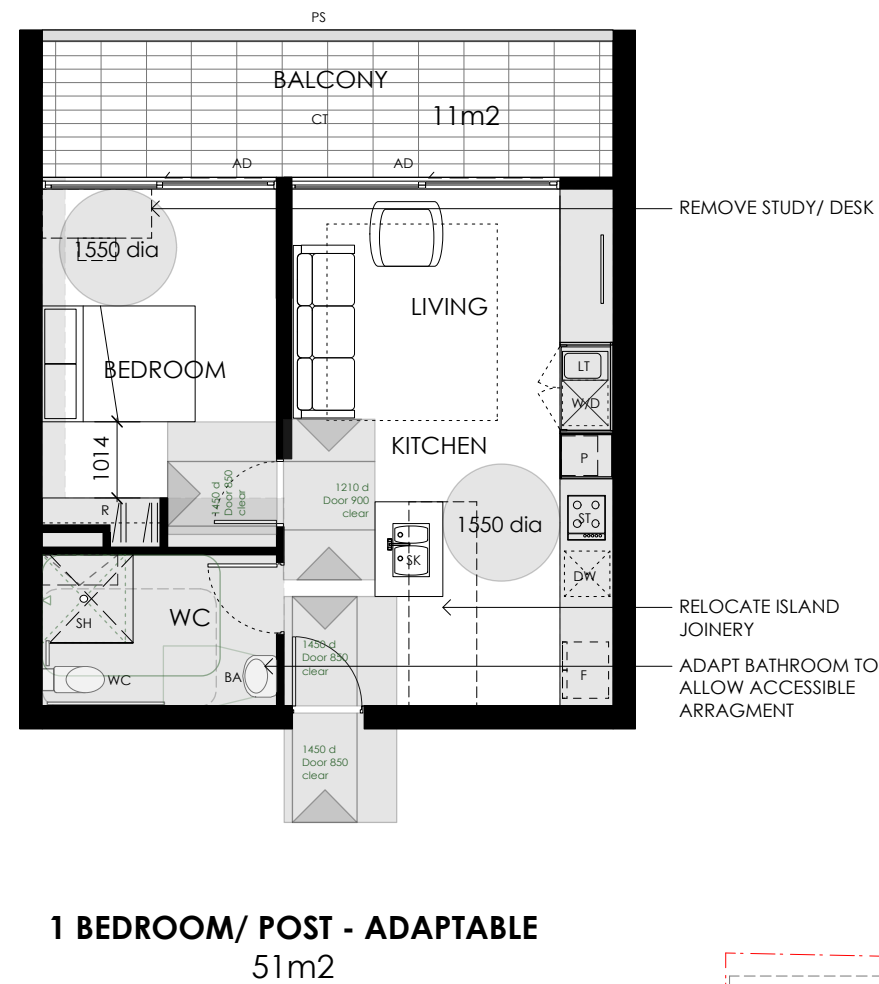 PS
BALCONY
11m2
CT
AD
AD
REMOVE STUDY/ DESK
1550 dia
LIVING
LT
BEDROOM
W/D
KITCHEN
P
1014
1450 d
Door 850
clear
1210 d
Door 900
clear
R
1550 dia
ST
SK
DW
RELOCATE ISLAND
JOINERY
SH
WC
1450 d
Door 850
clear
ADAPT BATHROOM TO
ALLOW ACCESSIBLE
ARRAGMENT
WC
BA
F
1450 d
Door 850
clear
1 BEDROOM/ POST - ADAPTABLE
51m2